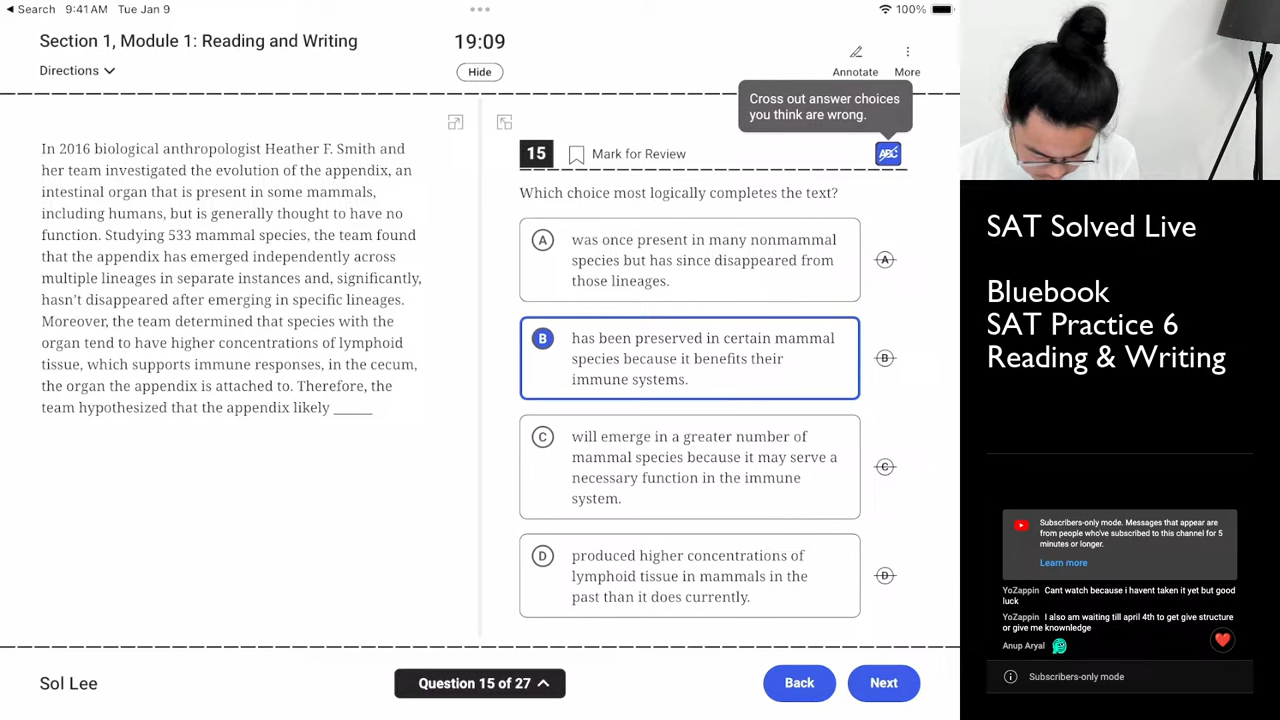 Search 9:41 AM Tue Jan 9 100%
Section 1, Module 1: Reading and Writing
19:09
Directions
Hide
Annotate
More
Cross out answer choices
you think are wrong.
In 2016 biological anthropologist Heather F. Smith and
her team investigated the evolution of the appendix, an
intestinal organ that is present in some mammals,
including humans, but is generally thought to have no
function. Studying 533 mammal species, the team found
that the appendix has emerged independently across
multiple lineages in separate instances and, significantly,
hasn't disappeared after emerging in specific lineages.
Moreover, the team determined that species with the
organ tend to have higher concentrations of lymphoid
tissue, which supports immune responses, in the cecum,
the organ the appendix is attached to. Therefore, the
team hypothesized that the appendix likely ______
15 Mark for Review ABC
Which choice most logically completes the text?
A was once present in many nonmammal
species but has since disappeared from
those lineages.
A
B has been preserved in certain mammal
species because it benefits their
immune systems.
B
C will emerge in a greater number of
mammal species because it may serve a
necessary function in the immune
system.
C
D produced higher concentrations of
lymphoid tissue in mammals in the
past than it does currently.
D
Sol Lee
Question 15 of 27
Back
Next
SAT Solved Live
Bluebook
SAT Practice 6
Reading & Writing
Subscribers-only mode. Messages that appear are
from people who've subscribed to this channel for 5
minutes or longer.
Learn more
YoZappin Cant watch because i havent taken it yet but good
luck
YoZappin I also am waiting till april 4th to get give structure
or give me knownledge
Anup Aryal
Subscribers-only mode